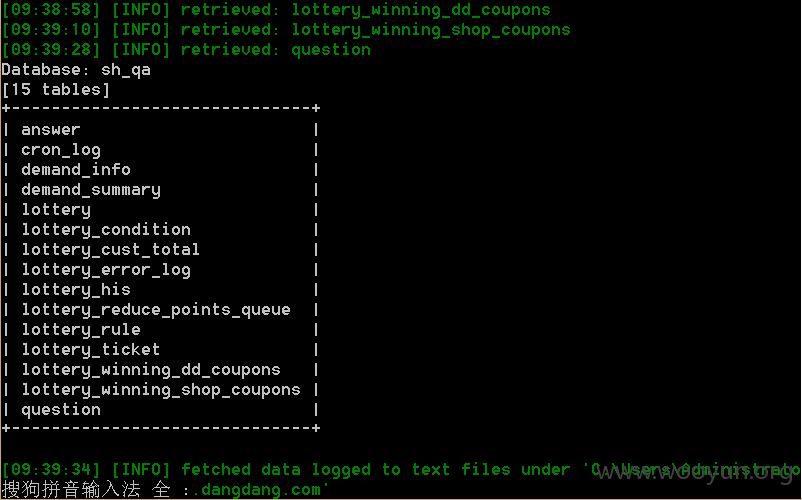 [09:38:58] [INFO] retrieved: lottery_winning_dd_coupons
[09:39:10] [INFO] retrieved: lottery_winning_shop_coupons
[09:39:28] [INFO] retrieved: question
Database: sh_qa
[15 tables]
+------------------------------+
| answer                       |
| cron_log                     |
| demand_info                  |
| demand_summary               |
| lottery                      |
| lottery_condition            |
| lottery_cust_total           |
| lottery_error_log            |
| lottery_his                  |
| lottery_reduce_points_queue  |
| lottery_rule                 |
| lottery_ticket               |
| lottery_winning_dd_coupons   |
| lottery_winning_shop_coupons |
| question                     |
+------------------------------+
[09:39:34] [INFO] fetched data logged to text files under 'C:\Users\Administrato
www.wooyun.org
搜狗拼音输入法 全 :.dangdang.com'